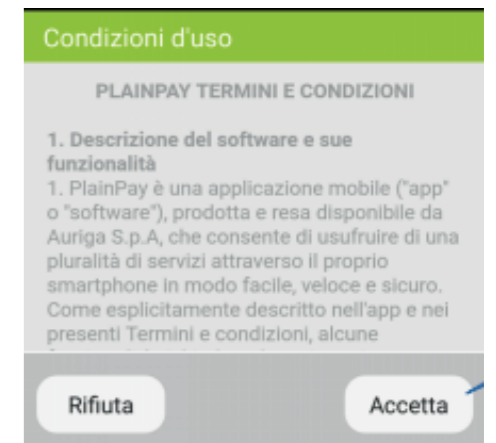 Condizioni d'uso
PLAINPAY TERMINI E CONDIZIONI
1. Descrizione del software e sue
funzionalità
1. PlainPay è una applicazione mobile ("app"
o "software"), prodotta e resa disponibile da
Auriga S.p.A, che consente di usufruire di una
pluralità di servizi attraverso il proprio
smartphone in modo facile, veloce e sicuro.
Come esplicitamente descritto nell'app e nei
presenti Termini e condizioni, alcune
Rifiuta
Accetta